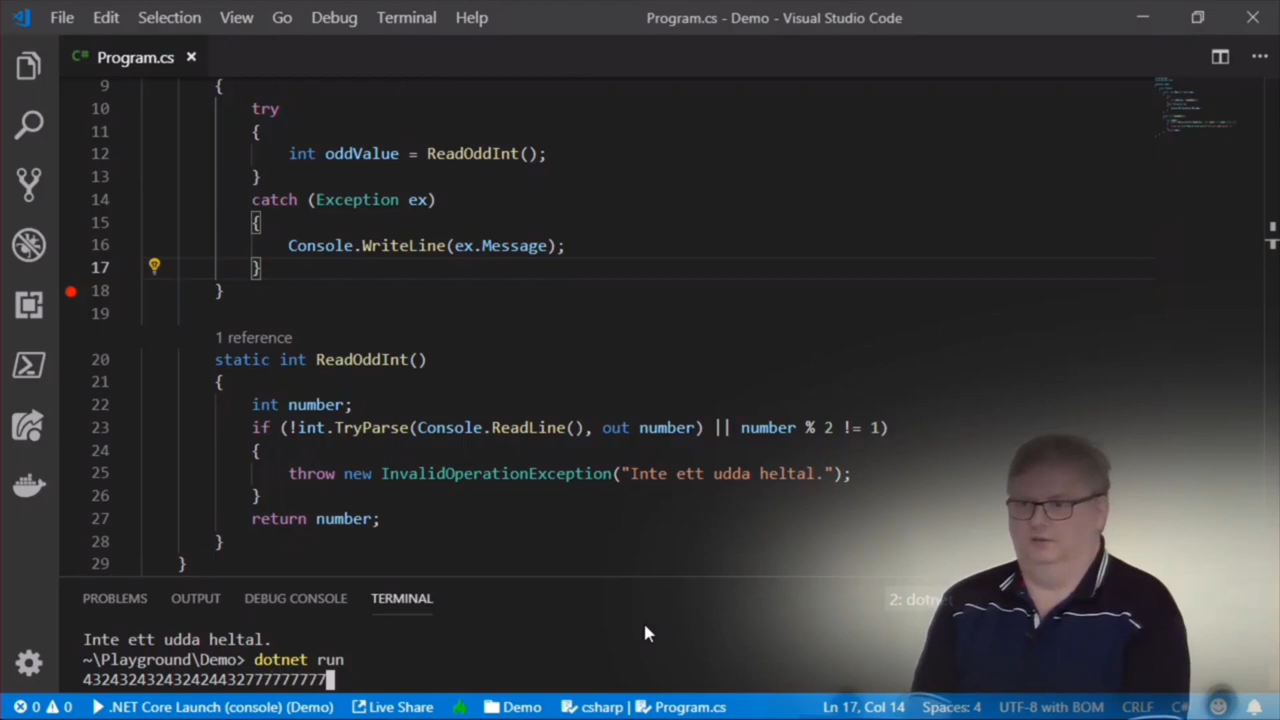 File Edit Selection View Go Debug Terminal Help Program.cs - Demo - Visual Studio Code
C# Program.cs
9 {
10 try
11 {
12 int oddValue = ReadOddInt();
13 }
14 catch (Exception ex)
15 {
16 Console.WriteLine(ex.Message);
17 }
18 }
19
1 reference
20 static int ReadOddInt()
21 {
22 int number;
23 if (!int.TryParse(Console.ReadLine(), out number) || number % 2 != 1)
24 {
25 throw new InvalidOperationException("Inte ett udda heltal.");
26 }
27 return number;
28 }
29 }
PROBLEMS OUTPUT DEBUG CONSOLE TERMINAL 2:
Inte ett udda heltal.
~\Playground\Demo> dotnet run
0 0 .NET Core Launch (console) (Demo) Live Share Demo csharp | Program.cs Ln 17, Col 14 Spaces: 4 UTF-8 with BOM CRLF C#